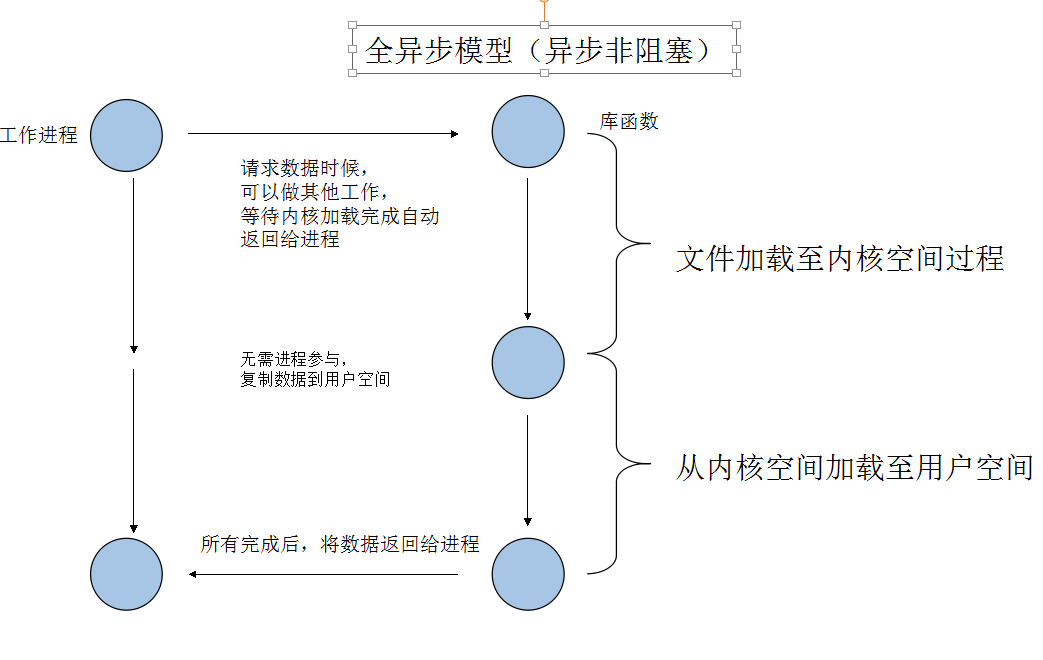 全异步模型（异步非阻塞）
工作进程
库函数
请求数据时候，
可以做其他工作，
等待内核加载完成自动
返回给进程
文件加载至内核空间过程
无需进程参与，
复制数据到用户空间
从内核空间加载至用户空间
所有完成后，将数据返回给进程